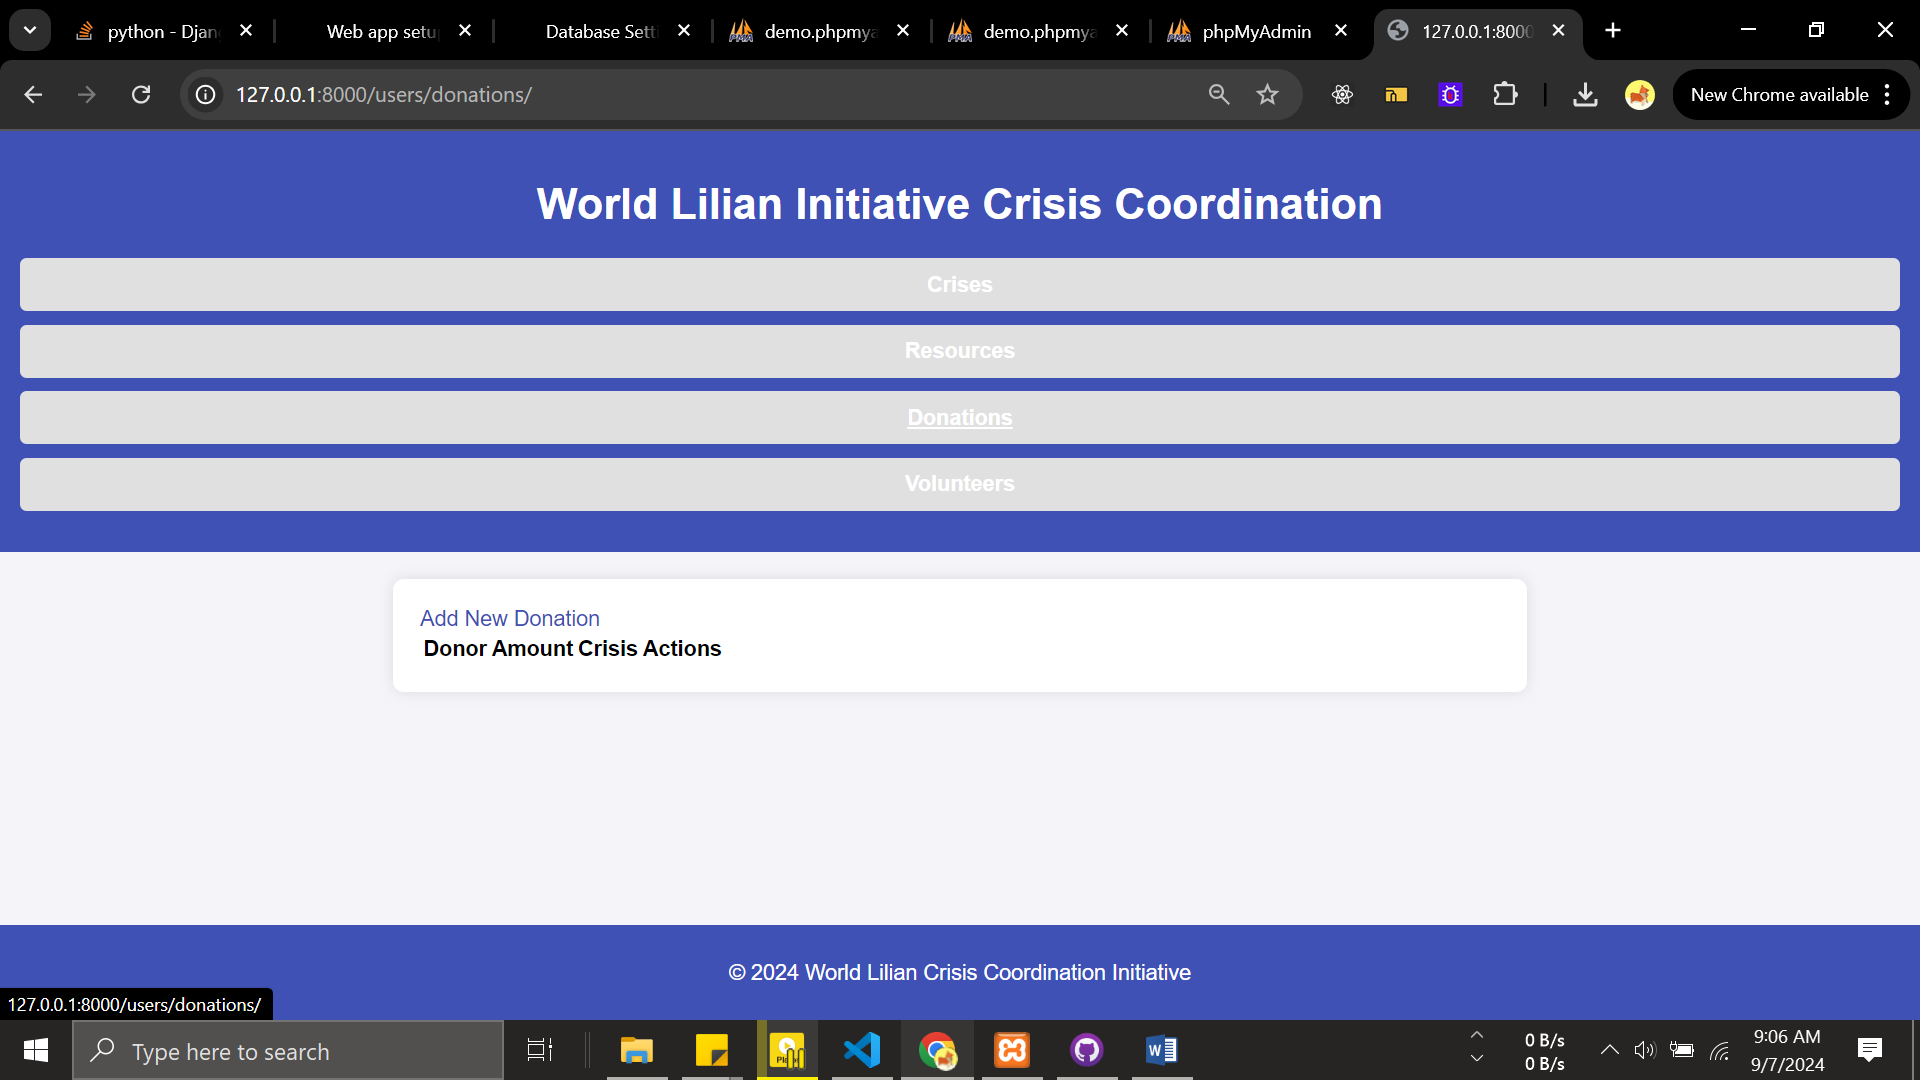 python - Djan
Web app setu
Database Setti
demo.phpmya
demo.phpmya
phpMyAdmin
127.0.0.1:8000
127.0.0.1:8000/users/donations/
New Chrome available
World Lilian Initiative Crisis Coordination
Crises
Resources
Donations
Volunteers
Add New Donation
Donor Amount Crisis Actions
© 2024 World Lilian Crisis Coordination Initiative
127.0.0.1:8000/users/donations/
Type here to search
0 B/s
0 B/s
9:06 AM
9/7/2024